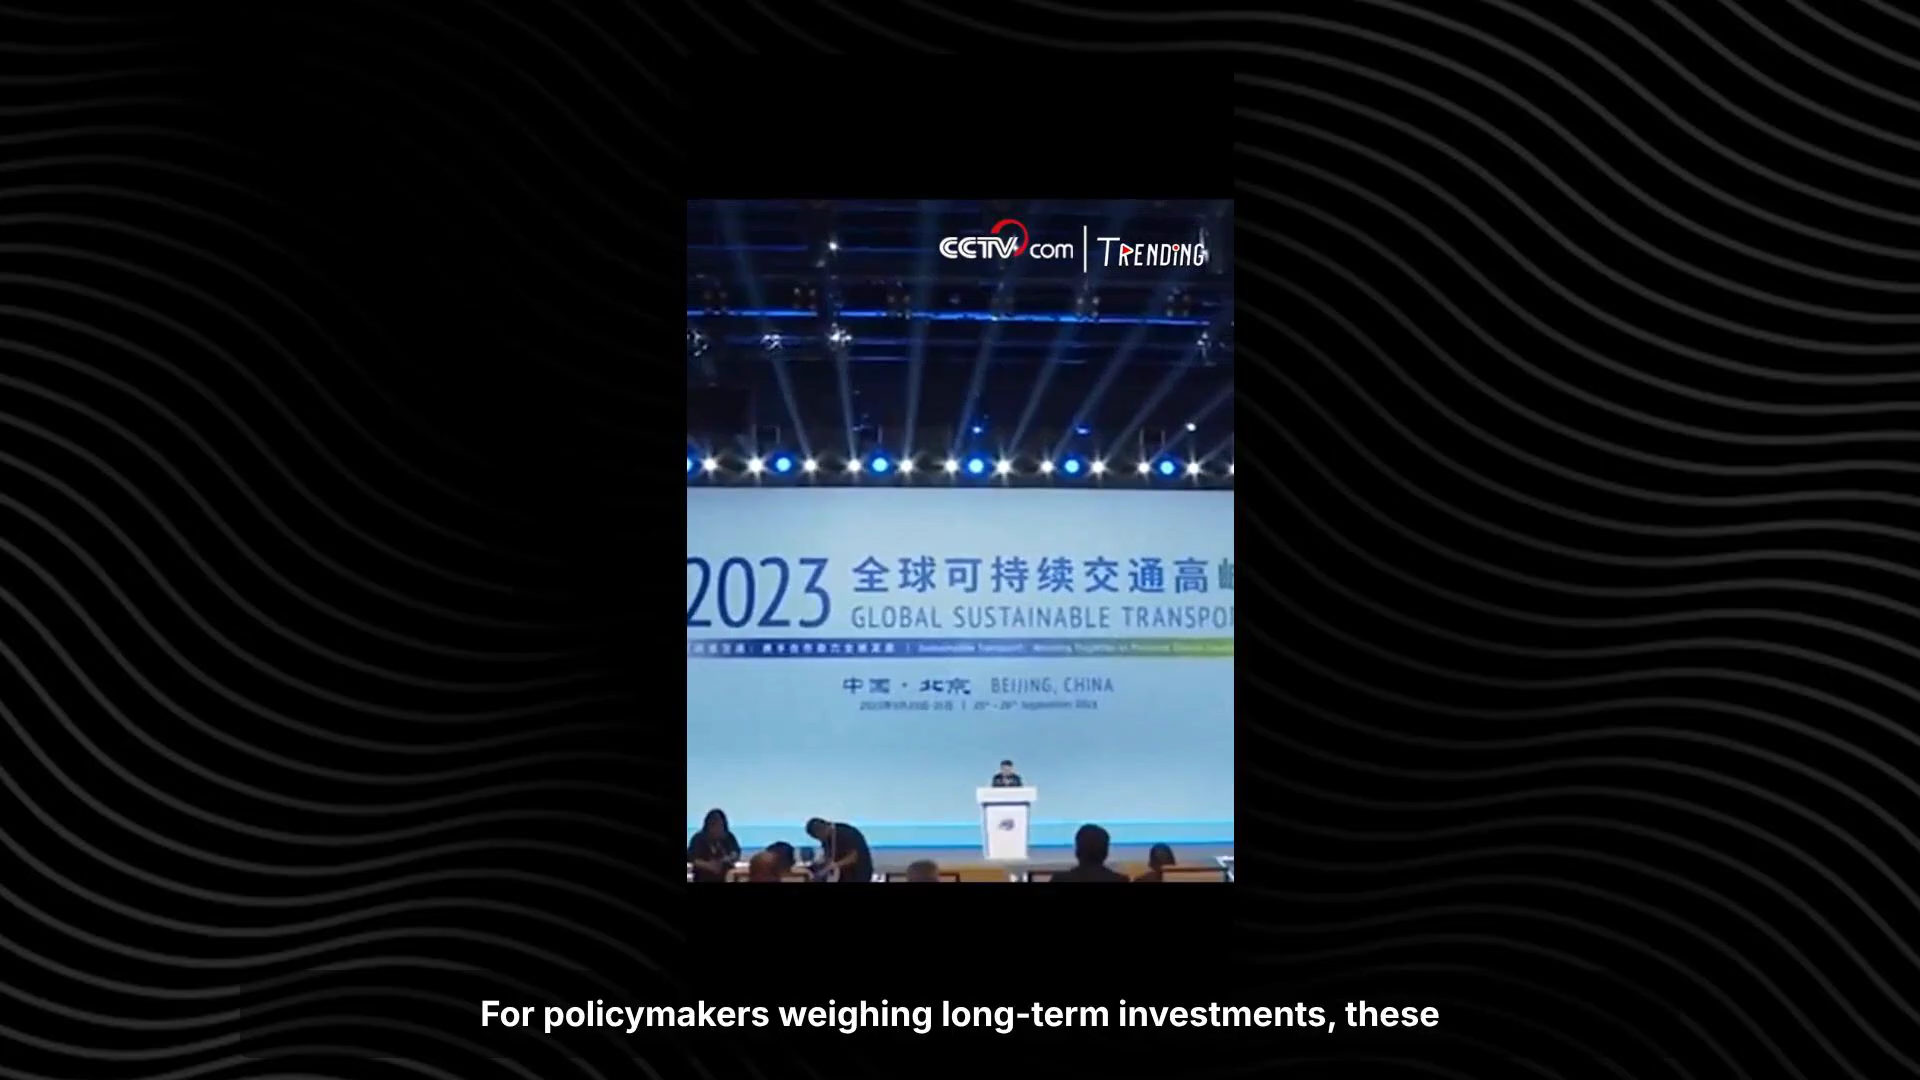 CCTV.com | TRENDING
2023 全球可持续交通高
GLOBAL SUSTAINABLE TRANSPO
中国·北京 BEIJING, CHINA
For policymakers weighing long-term investments, these